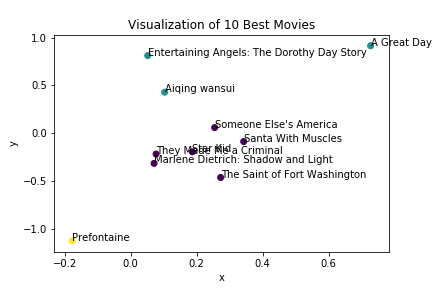 Visualization of 10 Best Movies
1.0
A Great Day
Entertaining Angels: The Dorothy Day Story
0.5
Aiqing wansui
Someone Else's America
0.0
Santa With Muscles
Star Kid
They Made Me a Criminal
Marlene Dietrich: Shadow and Light
The Saint of Fort Washington
−0.5
−1.0
Prefontaine
y
−0.2
0.0
0.2
0.4
0.6
x